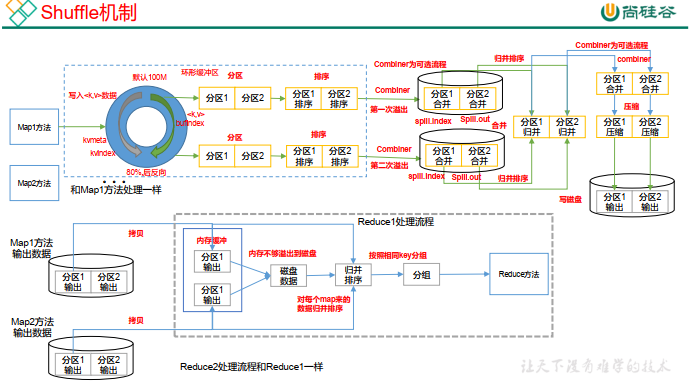 Shuffle机制
尚硅谷
默认100M
环形缓冲区
写入<k,v>数据
<k,v>
bufindex
kvmeta
kvindex
80%,后反向
Map1方法
Map2方法
和Map1方法处理一样
分区
分区1 分区2
排序
分区1 排序
分区2 排序
分区
分区1 分区2
排序
分区1 排序
分区2 排序
Combiner
第一次溢出
Combiner
第二次溢出
Combiner为可选流程
归并排序
分区1 合并
分区2 合并
spill.index
Spill.out
合并
分区1 合并
分区2 合并
spill.index
Spill.out
归并排序
分区1 归并
分区2 归并
Combiner为可选流程
combiner
分区1 合并
分区2 合并
压缩
分区1 压缩
分区2 压缩
写磁盘
分区1 输出
分区2 输出
Reduce1处理流程
Map1方法
输出数据
分区1 输出
分区2 输出
拷贝
Map2方法
输出数据
分区1 输出
分区2 输出
拷贝
内存缓冲
分区1 输出
分区1 输出
内存不够溢出到磁盘
磁盘
数据
归并
排序
对每个map来的
数据归并排序
按照相同key分组
分组
Reduce方法
Reduce2处理流程和Reduce1一样
让天下没有难学的技术